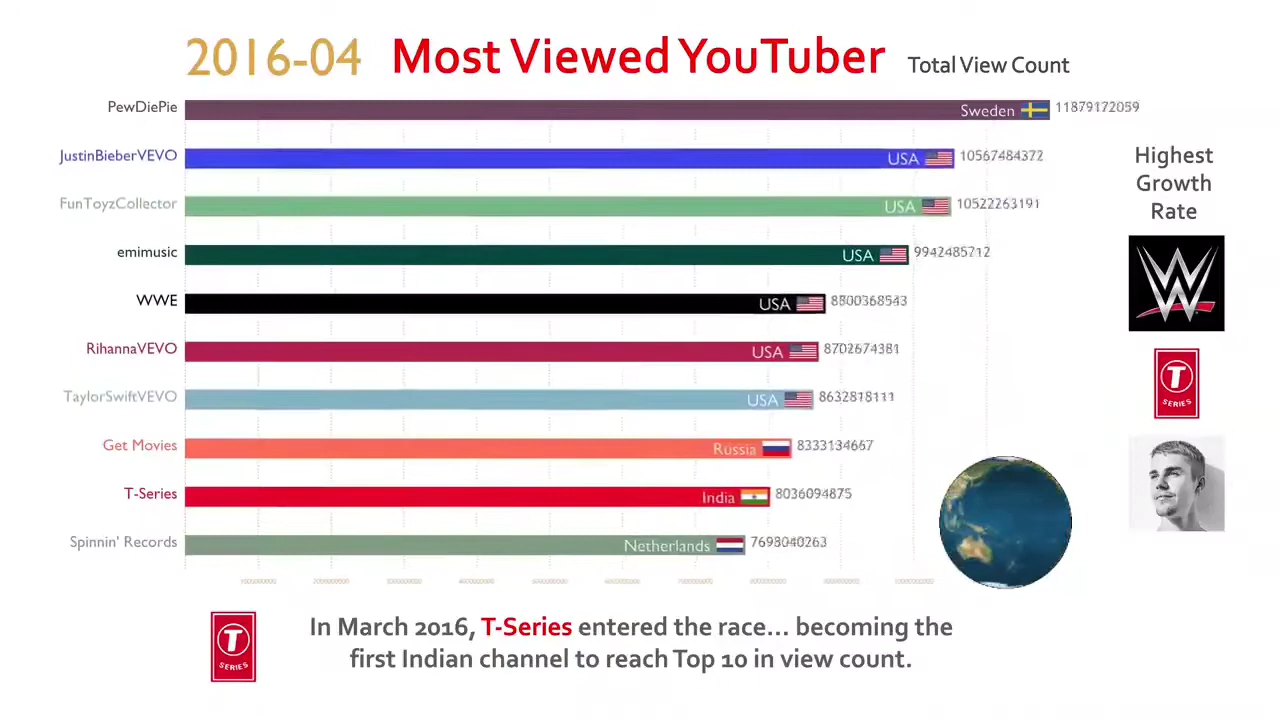 2016-04 Most Viewed YouTuber Total View Count
PewDiePie Sweden 11879172059
JustinBieberVEVO USA 10567484372
FunToyzCollector USA 10522263191
emimusic USA 9942485712
WWE USA 8800368543
RihannaVEVO USA 8702674381
TaylorSwiftVEVO USA 8632818111
Get Movies Russia 8333134667
T-Series India 8036094875
Spinnin' Records Netherlands 7698040263
Highest
Growth
Rate
W
T
SERIES
T
SERIES
In March 2016, T-Series entered the race... becoming the
first Indian channel to reach Top 10 in view count.